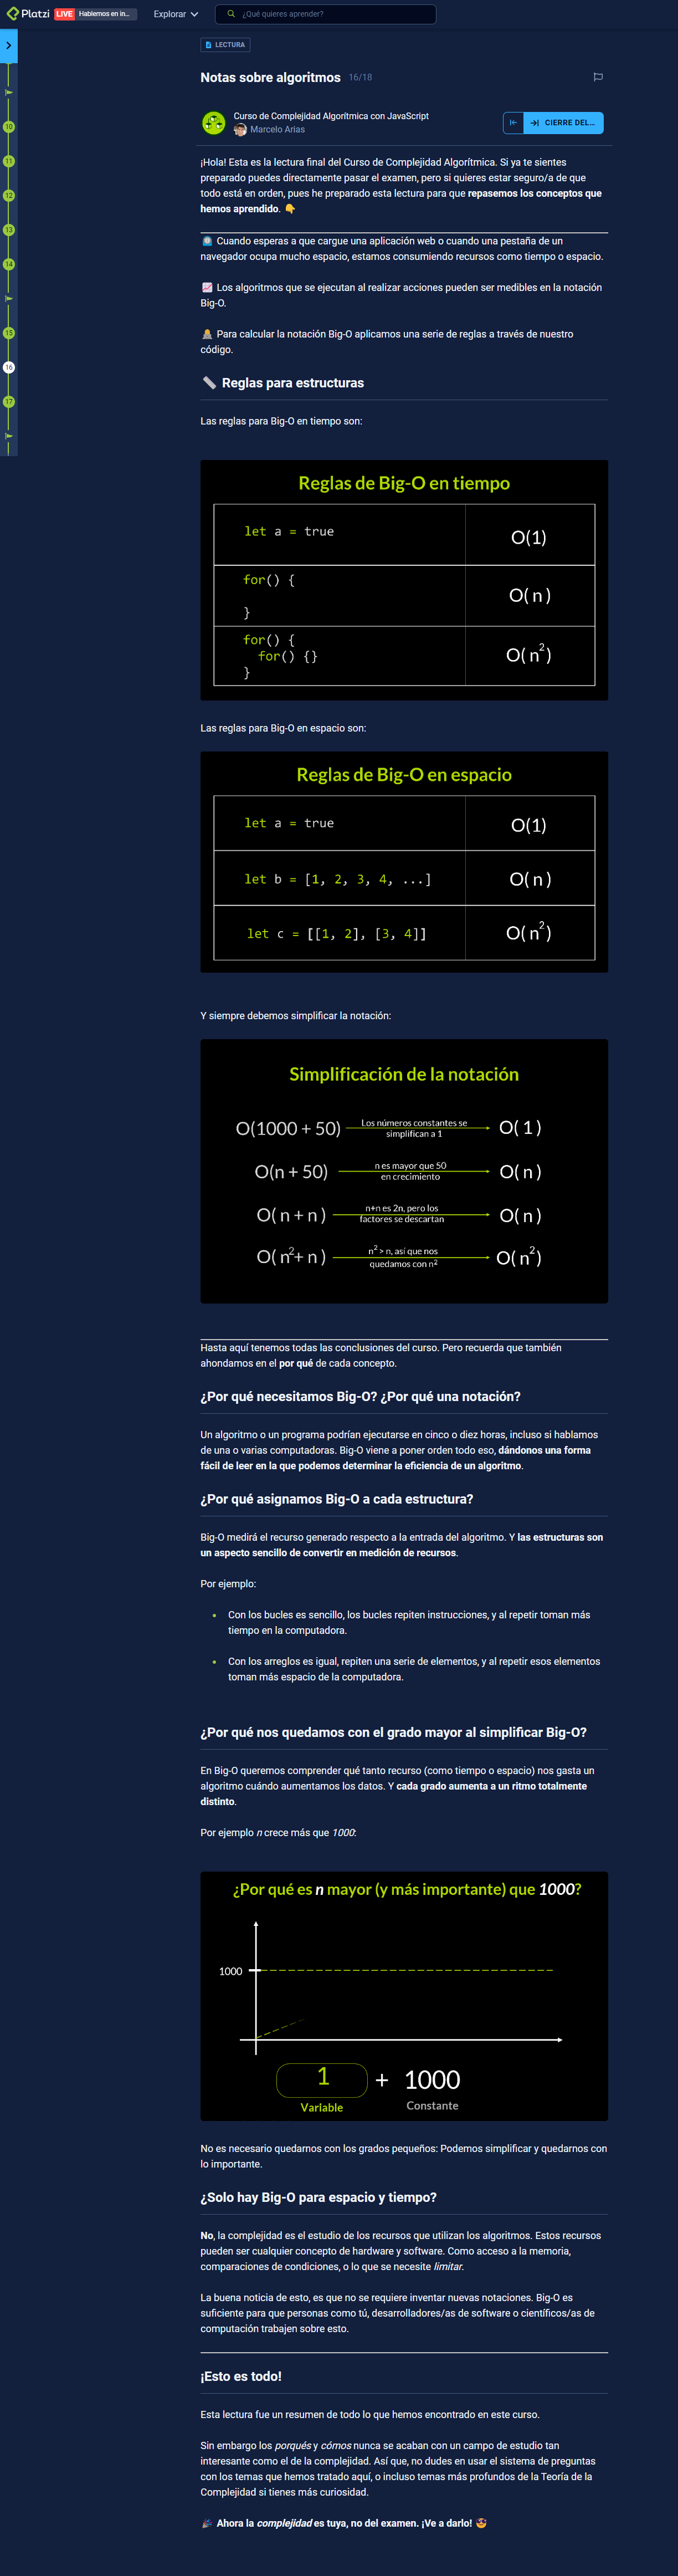 Platzi LIVE Hablemos en in... Explorar ¿Qué quieres aprender?
LECTURA
Notas sobre algoritmos 16/18
Curso de Complejidad Algorítmica con JavaScript
Marcelo Arias
CIERRE DEL...
10
11
12
13
14
15
16
17
¡Hola! Esta es la lectura final del Curso de Complejidad Algorítmica. Si ya te sientes
preparado puedes directamente pasar el examen, pero si quieres estar seguro/a de que
todo está en orden, pues he preparado esta lectura para que repasemos los conceptos que
hemos aprendido. 👇
Cuando esperas a que cargue una aplicación web o cuando una pestaña de un
navegador ocupa mucho espacio, estamos consumiendo recursos como tiempo o espacio.
📈 Los algoritmos que se ejecutan al realizar acciones pueden ser medibles en la notación
Big-O.
Para calcular la notación Big-O aplicamos una serie de reglas a través de nuestro
código.
📏 Reglas para estructuras
Las reglas para Big-O en tiempo son:
Reglas de Big-O en tiempo
let a = true
O(1)
for() {
}
O( n )
for() {
for() {}
}
O( n²)
Las reglas para Big-O en espacio son:
Reglas de Big-O en espacio
let a = true
O(1)
let b = [1, 2, 3, 4, ...]
O( n )
let c = [[1, 2], [3, 4]]
O( n²)
Y siempre debemos simplificar la notación:
Simplificación de la notación
O(1000 + 50) Los números constantes se
simplifican a 1 O( 1 )
O(n + 50) n es mayor que 50
en crecimiento O( n )
O( n + n ) n+n es 2n, pero los
factores se descartan O( n )
O( n²+ n ) n² > n, así que nos
quedamos con n² O( n²)
Hasta aquí tenemos todas las conclusiones del curso. Pero recuerda que también
ahondamos en el por qué de cada concepto.
¿Por qué necesitamos Big-O? ¿Por qué una notación?
Un algoritmo o un programa podrían ejecutarse en cinco o diez horas, incluso si hablamos
de una o varias computadoras. Big-O viene a poner orden todo eso, dándonos una forma
fácil de leer en la que podemos determinar la eficiencia de un algoritmo.
¿Por qué asignamos Big-O a cada estructura?
Big-O medirá el recurso generado respecto a la entrada del algoritmo. Y las estructuras son
un aspecto sencillo de convertir en medición de recursos.
Por ejemplo:
• Con los bucles es sencillo, los bucles repiten instrucciones, y al repetir toman más
tiempo en la computadora.
• Con los arreglos es igual, repiten una serie de elementos, y al repetir esos elementos
toman más espacio de la computadora.
¿Por qué nos quedamos con el grado mayor al simplificar Big-O?
En Big-O queremos comprender qué tanto recurso (como tiempo o espacio) nos gasta un
algoritmo cuándo aumentamos los datos. Y cada grado aumenta a un ritmo totalmente
distinto.
Por ejemplo n crece más que 1000:
¿Por qué es n mayor (y más importante) que 1000?
1000
1 + 1000
Variable Constante
No es necesario quedarnos con los grados pequeños: Podemos simplificar y quedarnos con
lo importante.
¿Solo hay Big-O para espacio y tiempo?
No, la complejidad es el estudio de los recursos que utilizan los algoritmos. Estos recursos
pueden ser cualquier concepto de hardware y software. Como acceso a la memoria,
comparaciones de condiciones, o lo que se necesite limitar.
La buena noticia de esto, es que no se requiere inventar nuevas notaciones. Big-O es
suficiente para que personas como tú, desarrolladores/as de software o científicos/as de
computación trabajen sobre esto.
¡Esto es todo!
Esta lectura fue un resumen de todo lo que hemos encontrado en este curso.
Sin embargo los porqués y cómos nunca se acaban con un campo de estudio tan
interesante como el de la complejidad. Así que, no dudes en usar el sistema de preguntas
con los temas que hemos tratado aquí, o incluso temas más profundos de la Teoría de la
Complejidad si tienes más curiosidad.
🎉 Ahora la complejidad es tuya, no del examen. ¡Ve a darlo!